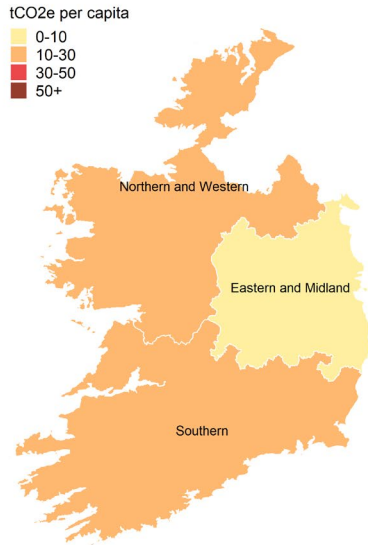 tCO2e per capita
0-10
10-30
30-50
50+
Northern and Western
Eastern and Midland
Southern